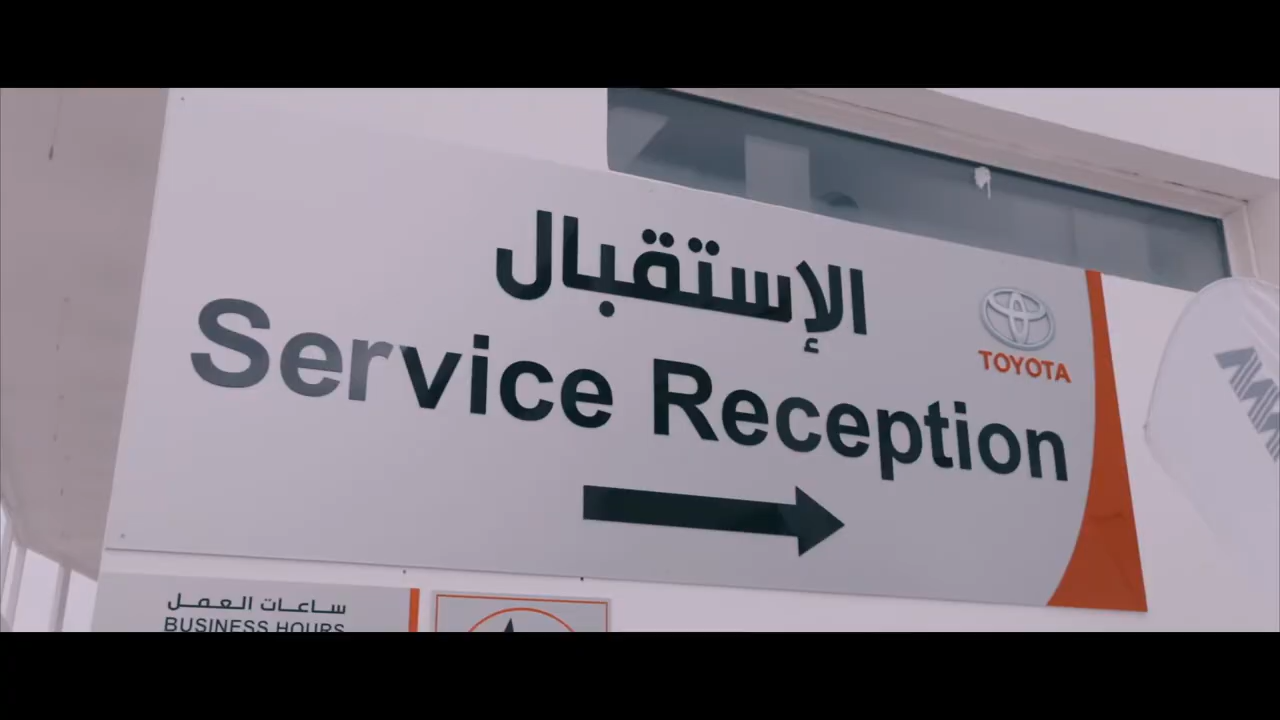 الإستقبال
Service Reception
TOYOTA
ساعات العمل
BUSINESS HOURS